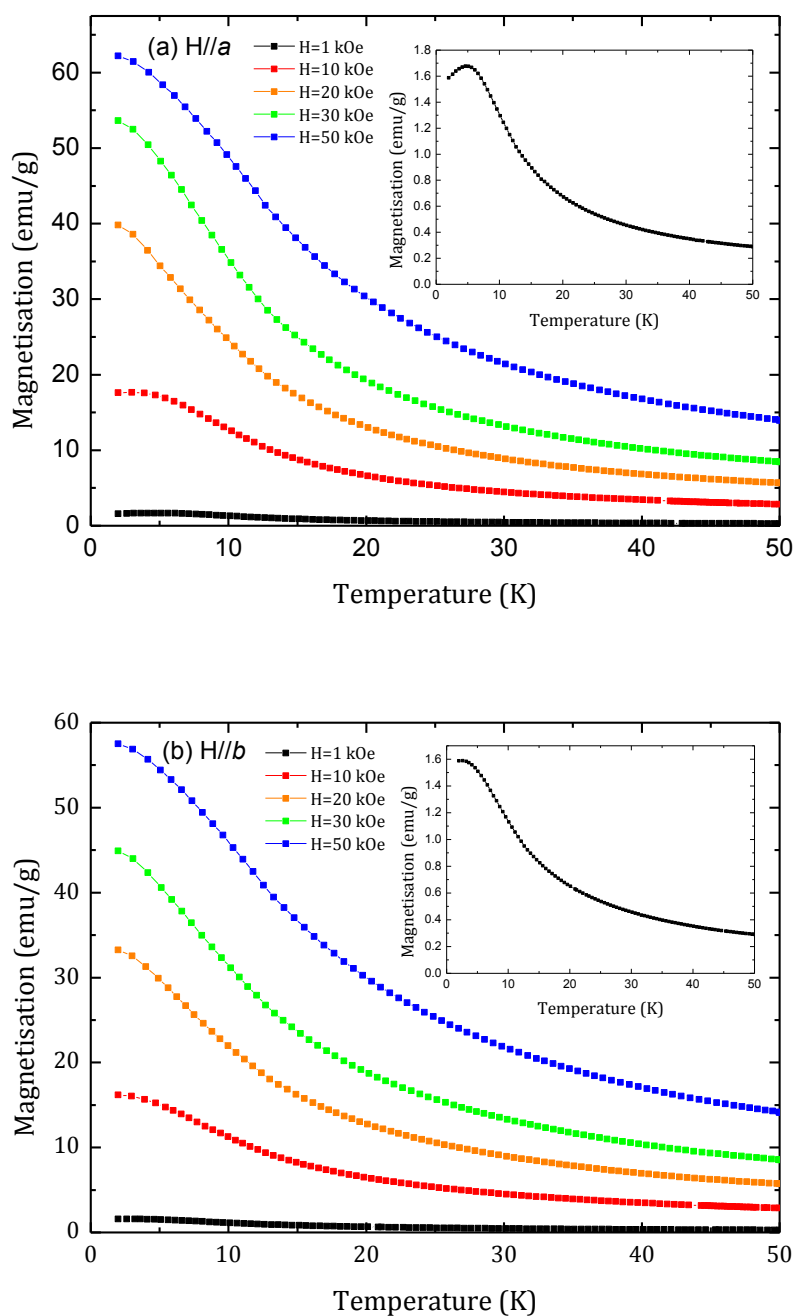 (a) H//a
H=1 kOe
H=10 kOe
H=20 kOe
H=30 kOe
H=50 kOe
Magnetisation (emu/g)
60
50
40
30
20
10
0
0 10 20 30 40 50
Temperature (K)
Magnetisation (emu/g)
1.8
1.6
1.4
1.2
1.0
0.8
0.6
0.4
0.2
0.0
0 10 20 30 40 50
Temperature (K)
(b) H//b
H=1 kOe
H=10 kOe
H=20 kOe
H=30 kOe
H=50 kOe
Magnetisation (emu/g)
60
50
40
30
20
10
0
0 10 20 30 40 50
Temperature (K)
Magnetisation (emu/g)
1.6
1.4
1.2
1.0
0.8
0.6
0.4
0.2
0.0
0 10 20 30 40 50
Temperature (K)